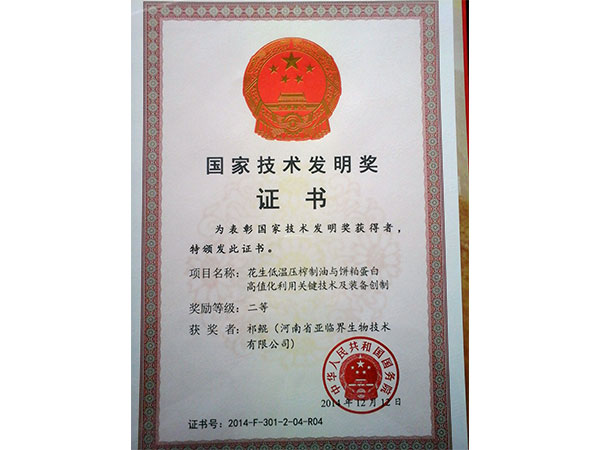 国家技术发明奖
证书
为表彰国家技术发明奖获得者，
特颁发此证书。
项目名称：花生低温压榨制油与饼粕蛋白
高值化利用关键技术及装备创制
奖励等级：二等
获 奖 者：祁鲲（河南省亚临界生物技术
有限公司）
中华人民共和国国务院
2014年12月12日
证书号：2014-F-301-2-04-R04